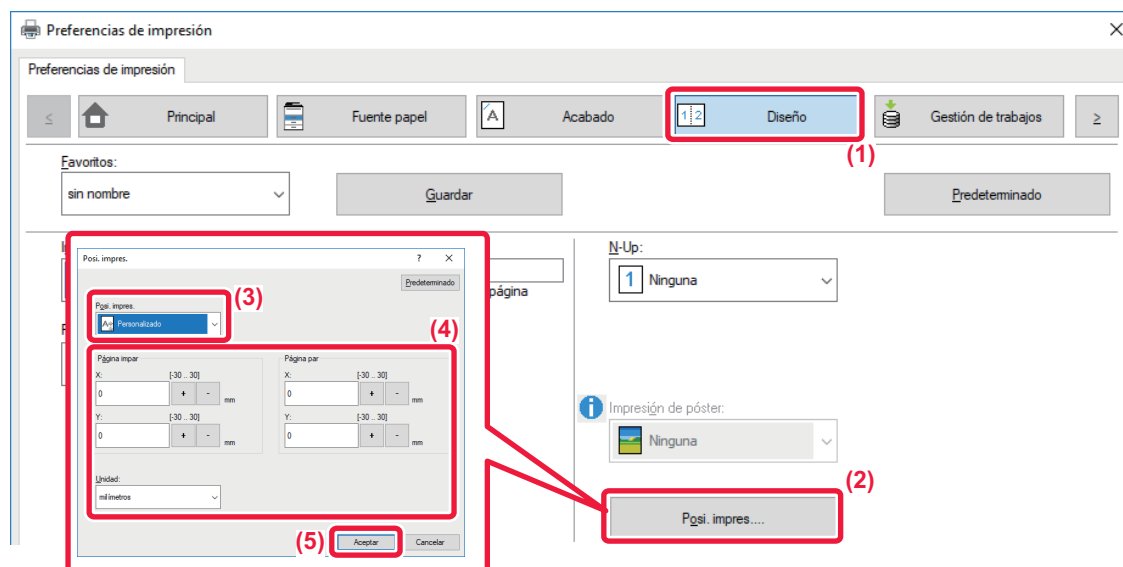 Preferencias de impresión
Preferencias de impresión
< Principal Fuente papel Acabado 1 2 Diseño Gestión de trabajos >
(1)
Favoritos:
sin nombre Guardar Predeterminado
N-Up:
1 Ninguna
página
Posi. impres. ? ×
Predeterminado
(3)
Posi. impres.
Personalizado
(4)
Página impar Página par
X: [-30 .. 30] X: [-30 .. 30]
0 + - mm 0 + - mm
Y: [-30 .. 30] Y: [-30 .. 30]
0 + - mm 0 + - mm
Unidad:
milímetros
(5) Aceptar Cancelar
Impresión de póster:
Ninguna
(2)
Posi. impres....